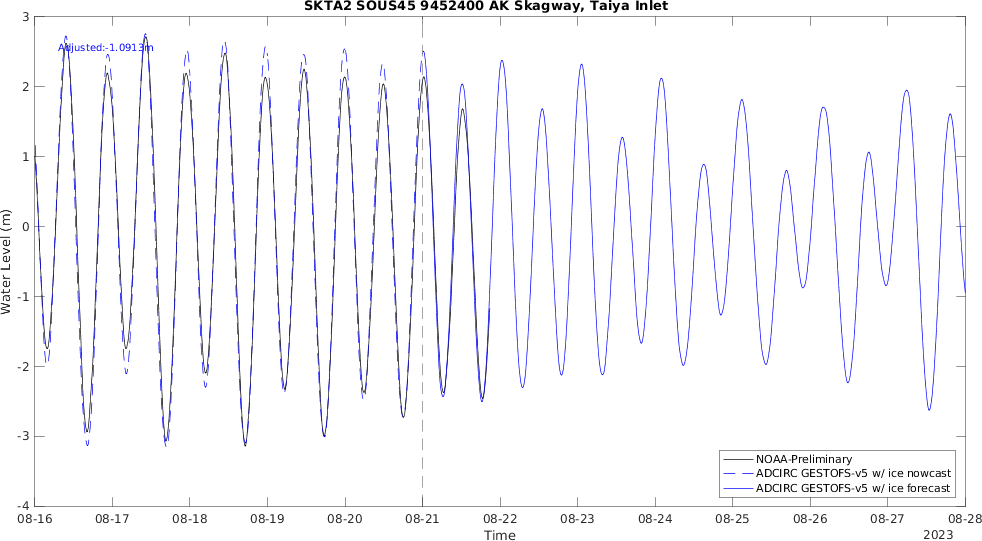 SKTA2 SOUS45 9452400 AK Skagway, Taiya Inlet
Adjusted:-1.0913m
3
2
1
0
-1
-2
-3
-4
Water Level (m)
NOAA-Preliminary
ADCIRC GESTOFS-v5 w/ ice nowcast
ADCIRC GESTOFS-v5 w/ ice forecast
08-16 08-17 08-18 08-19 08-20 08-21 08-22 08-23 08-24 08-25 08-26 08-27 08-28
Time
2023